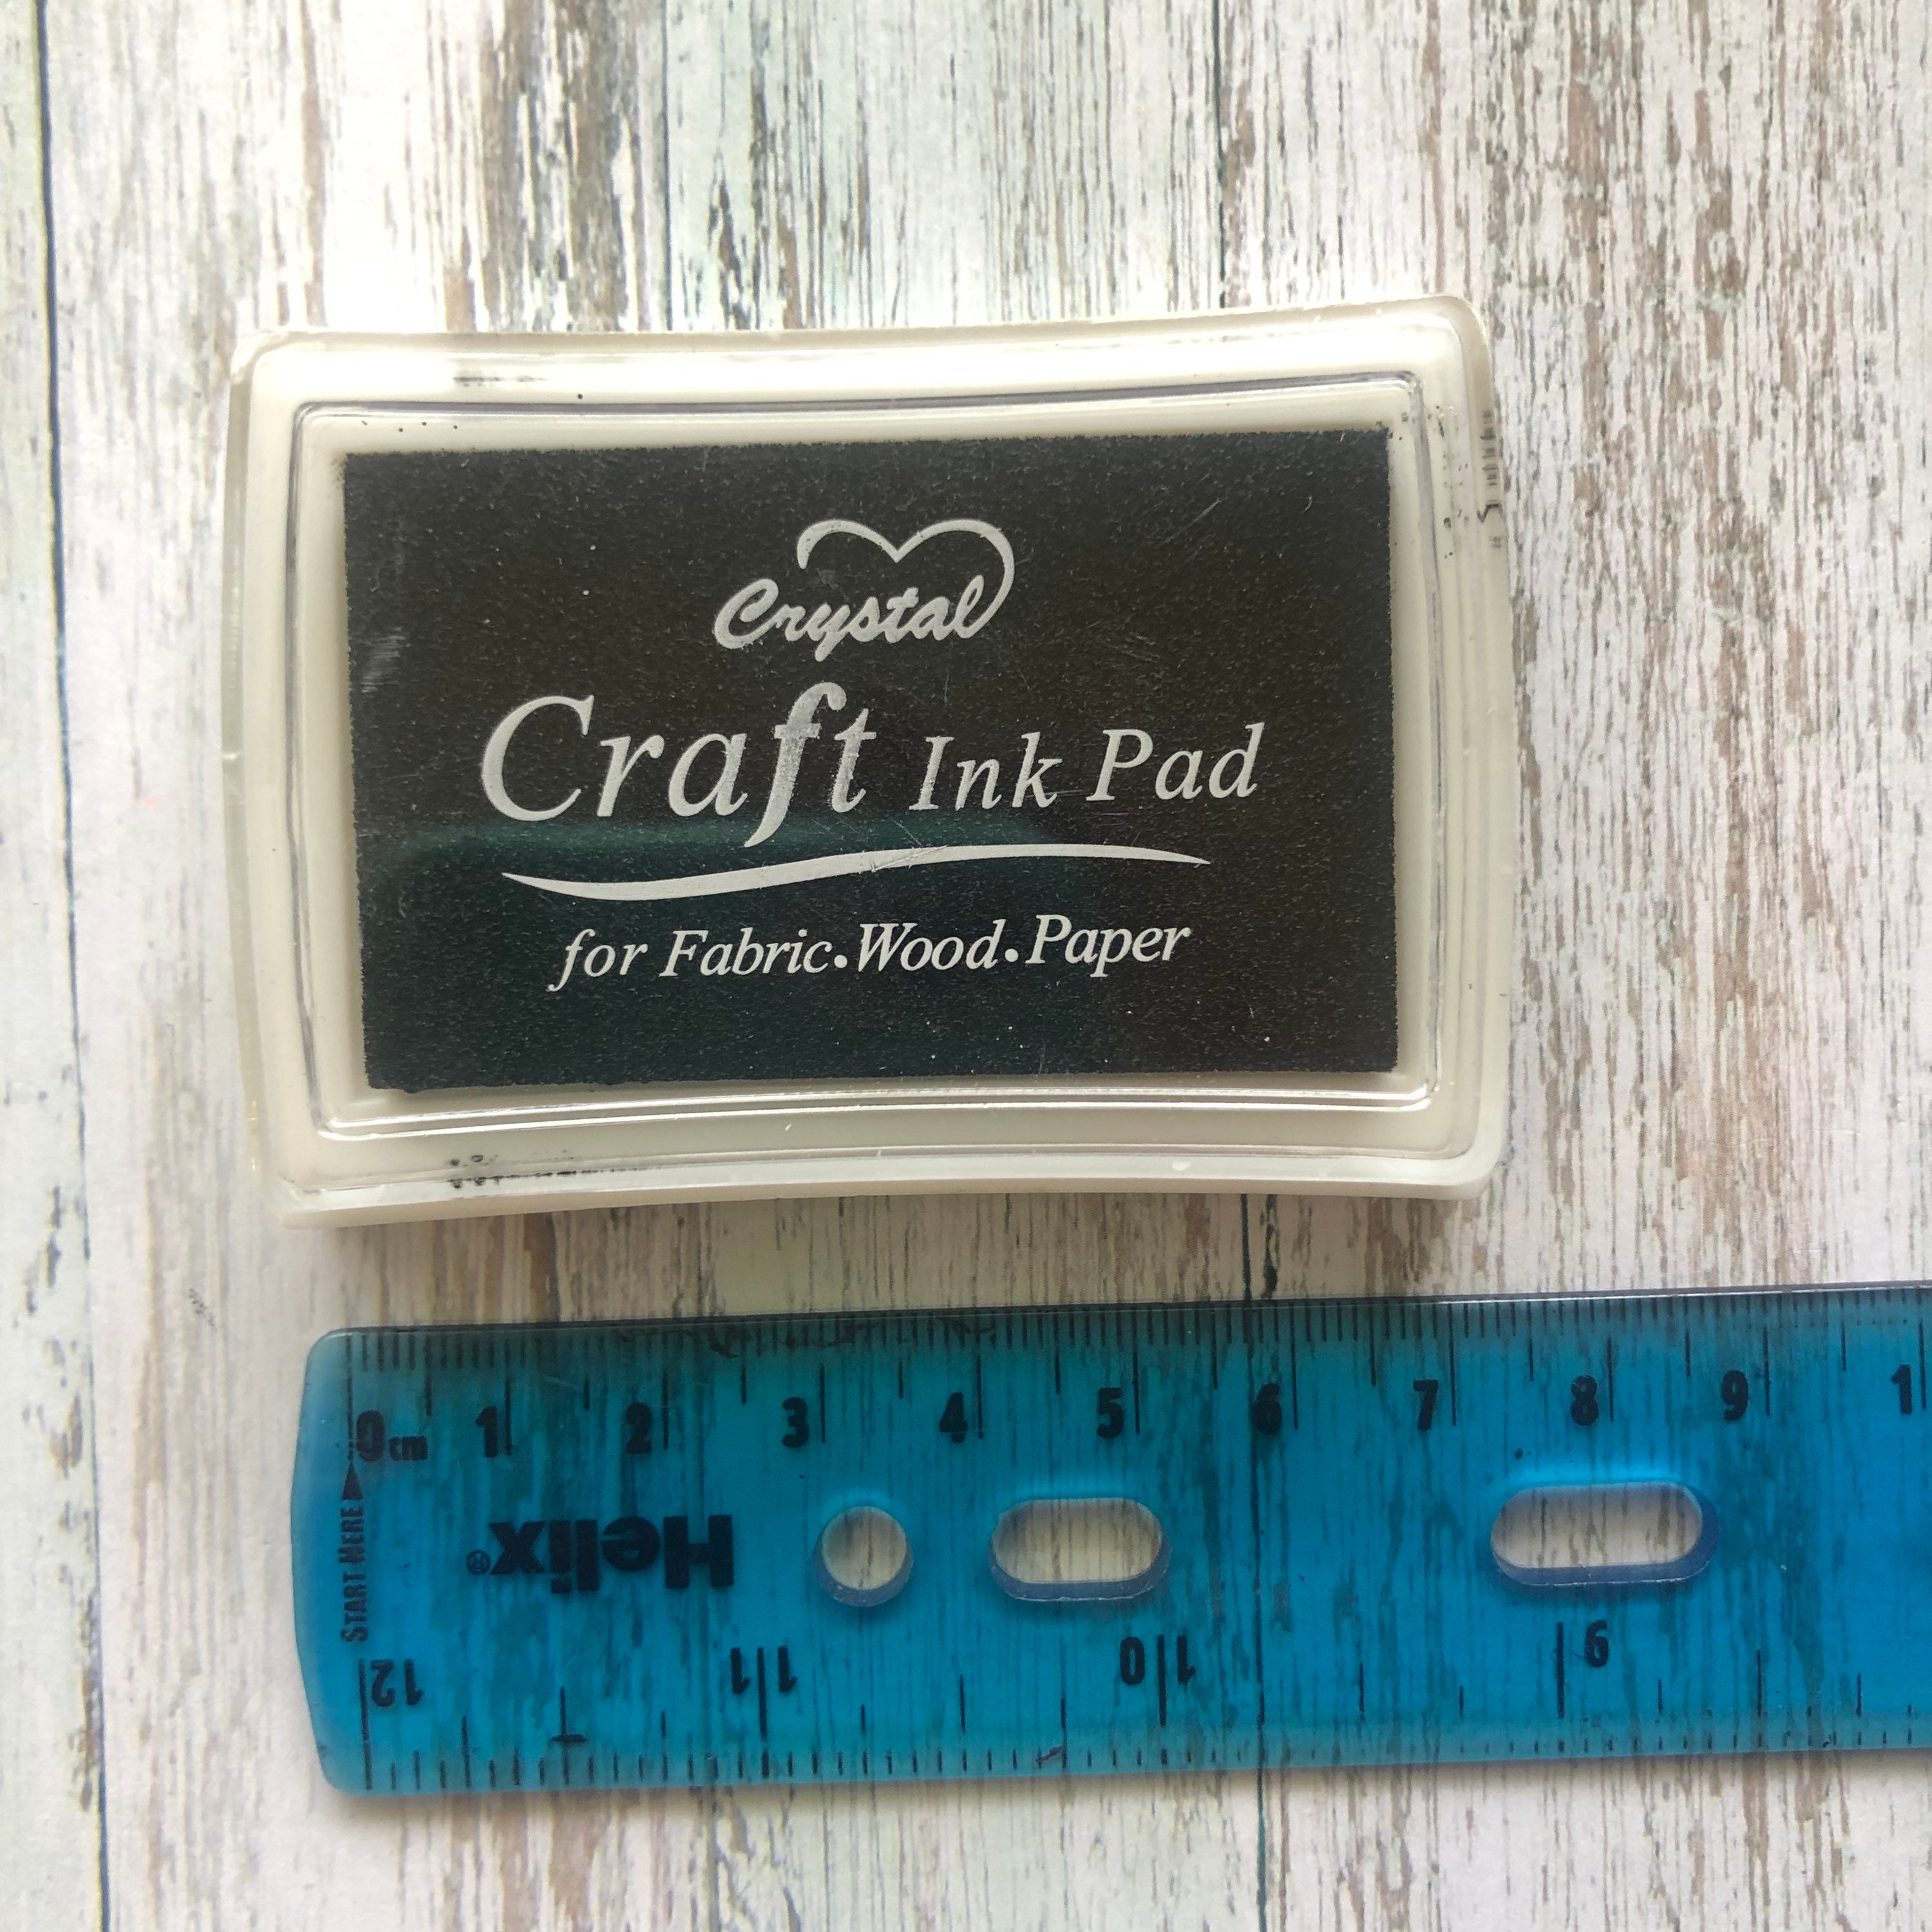 Crystal
Craft Ink Pad
for Fabric.Wood.Paper
0cm 1 2 3 4 5 6 7 8 9 1
START HERE
Helix®
12 11 10 9